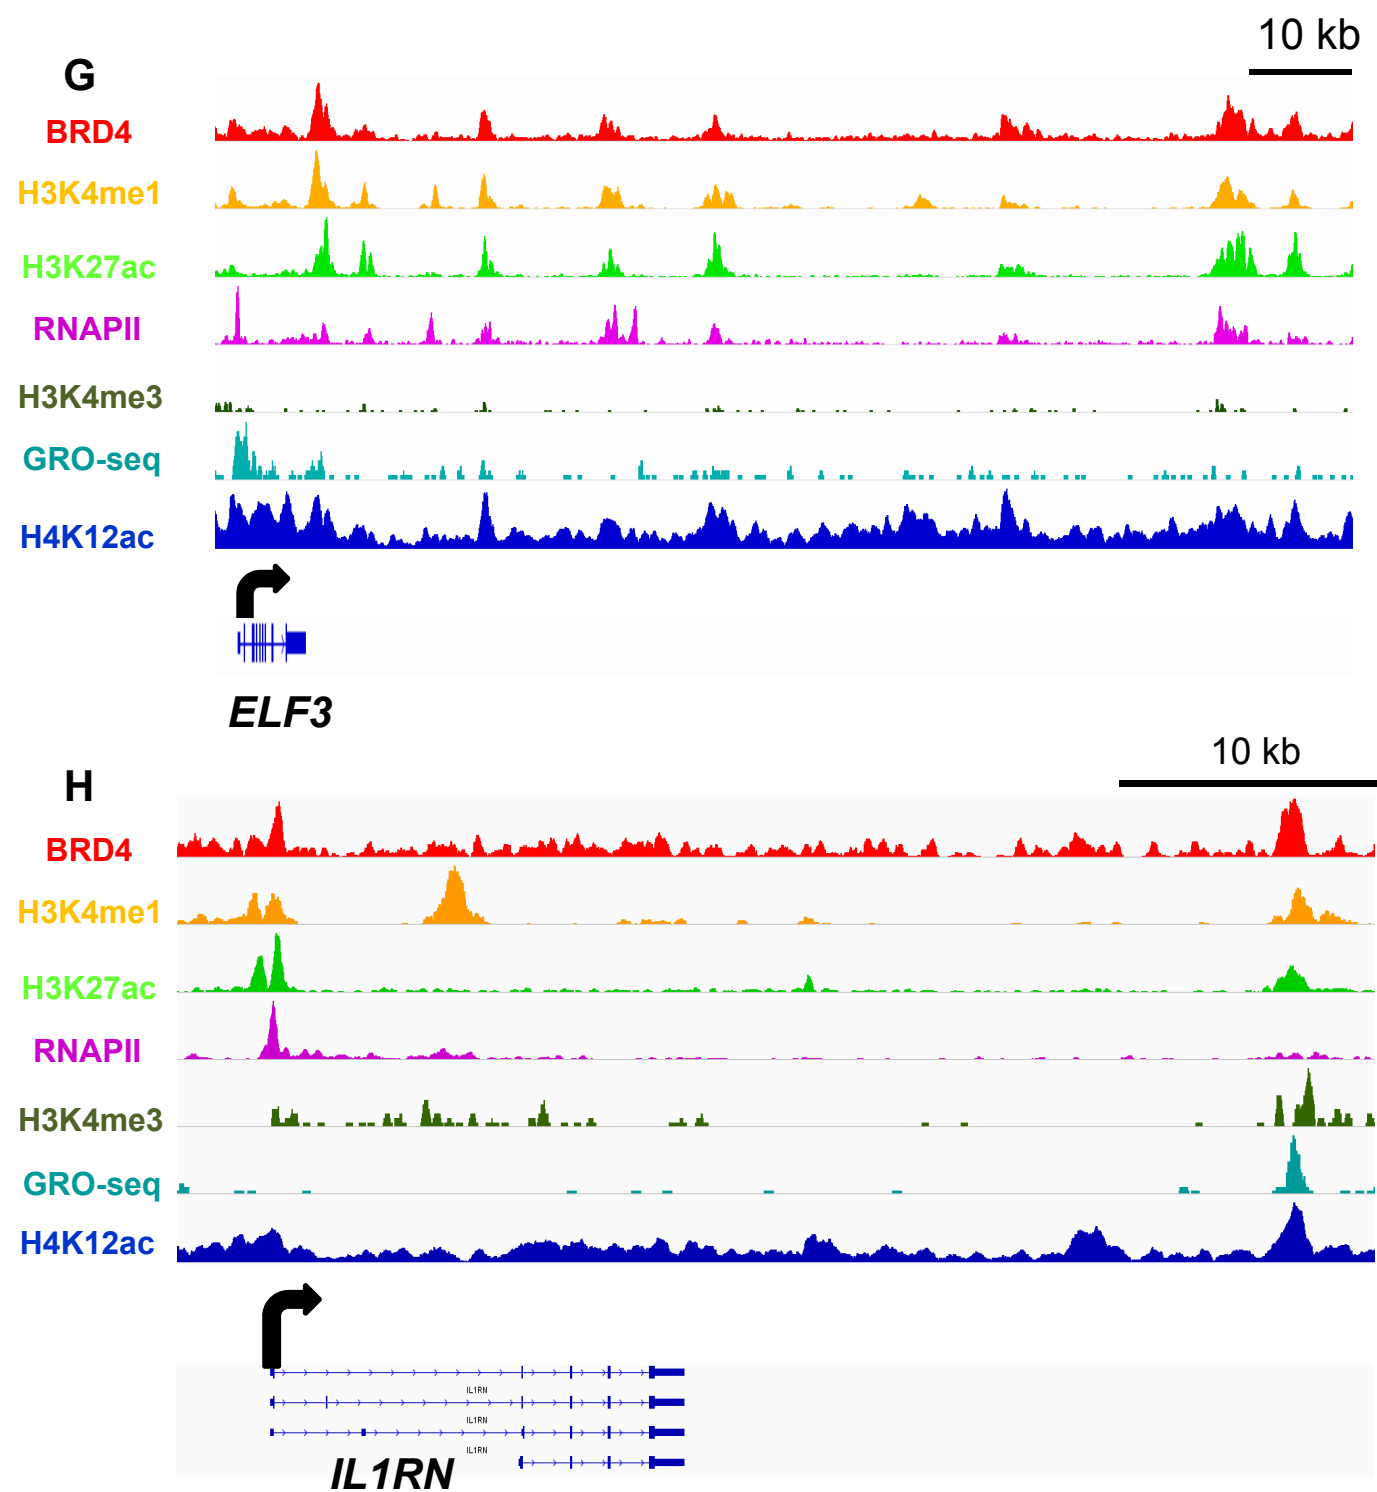 10 kb
G
BRD4
H3K4me1
H3K27ac
RNAPII
H3K4me3
GRO-seq
H4K12ac
ELF3
10 kb
H
BRD4
H3K4me1
H3K27ac
RNAPII
H3K4me3
GRO-seq
H4K12ac
IL1RN
IL1RN
IL1RN
IL1RN